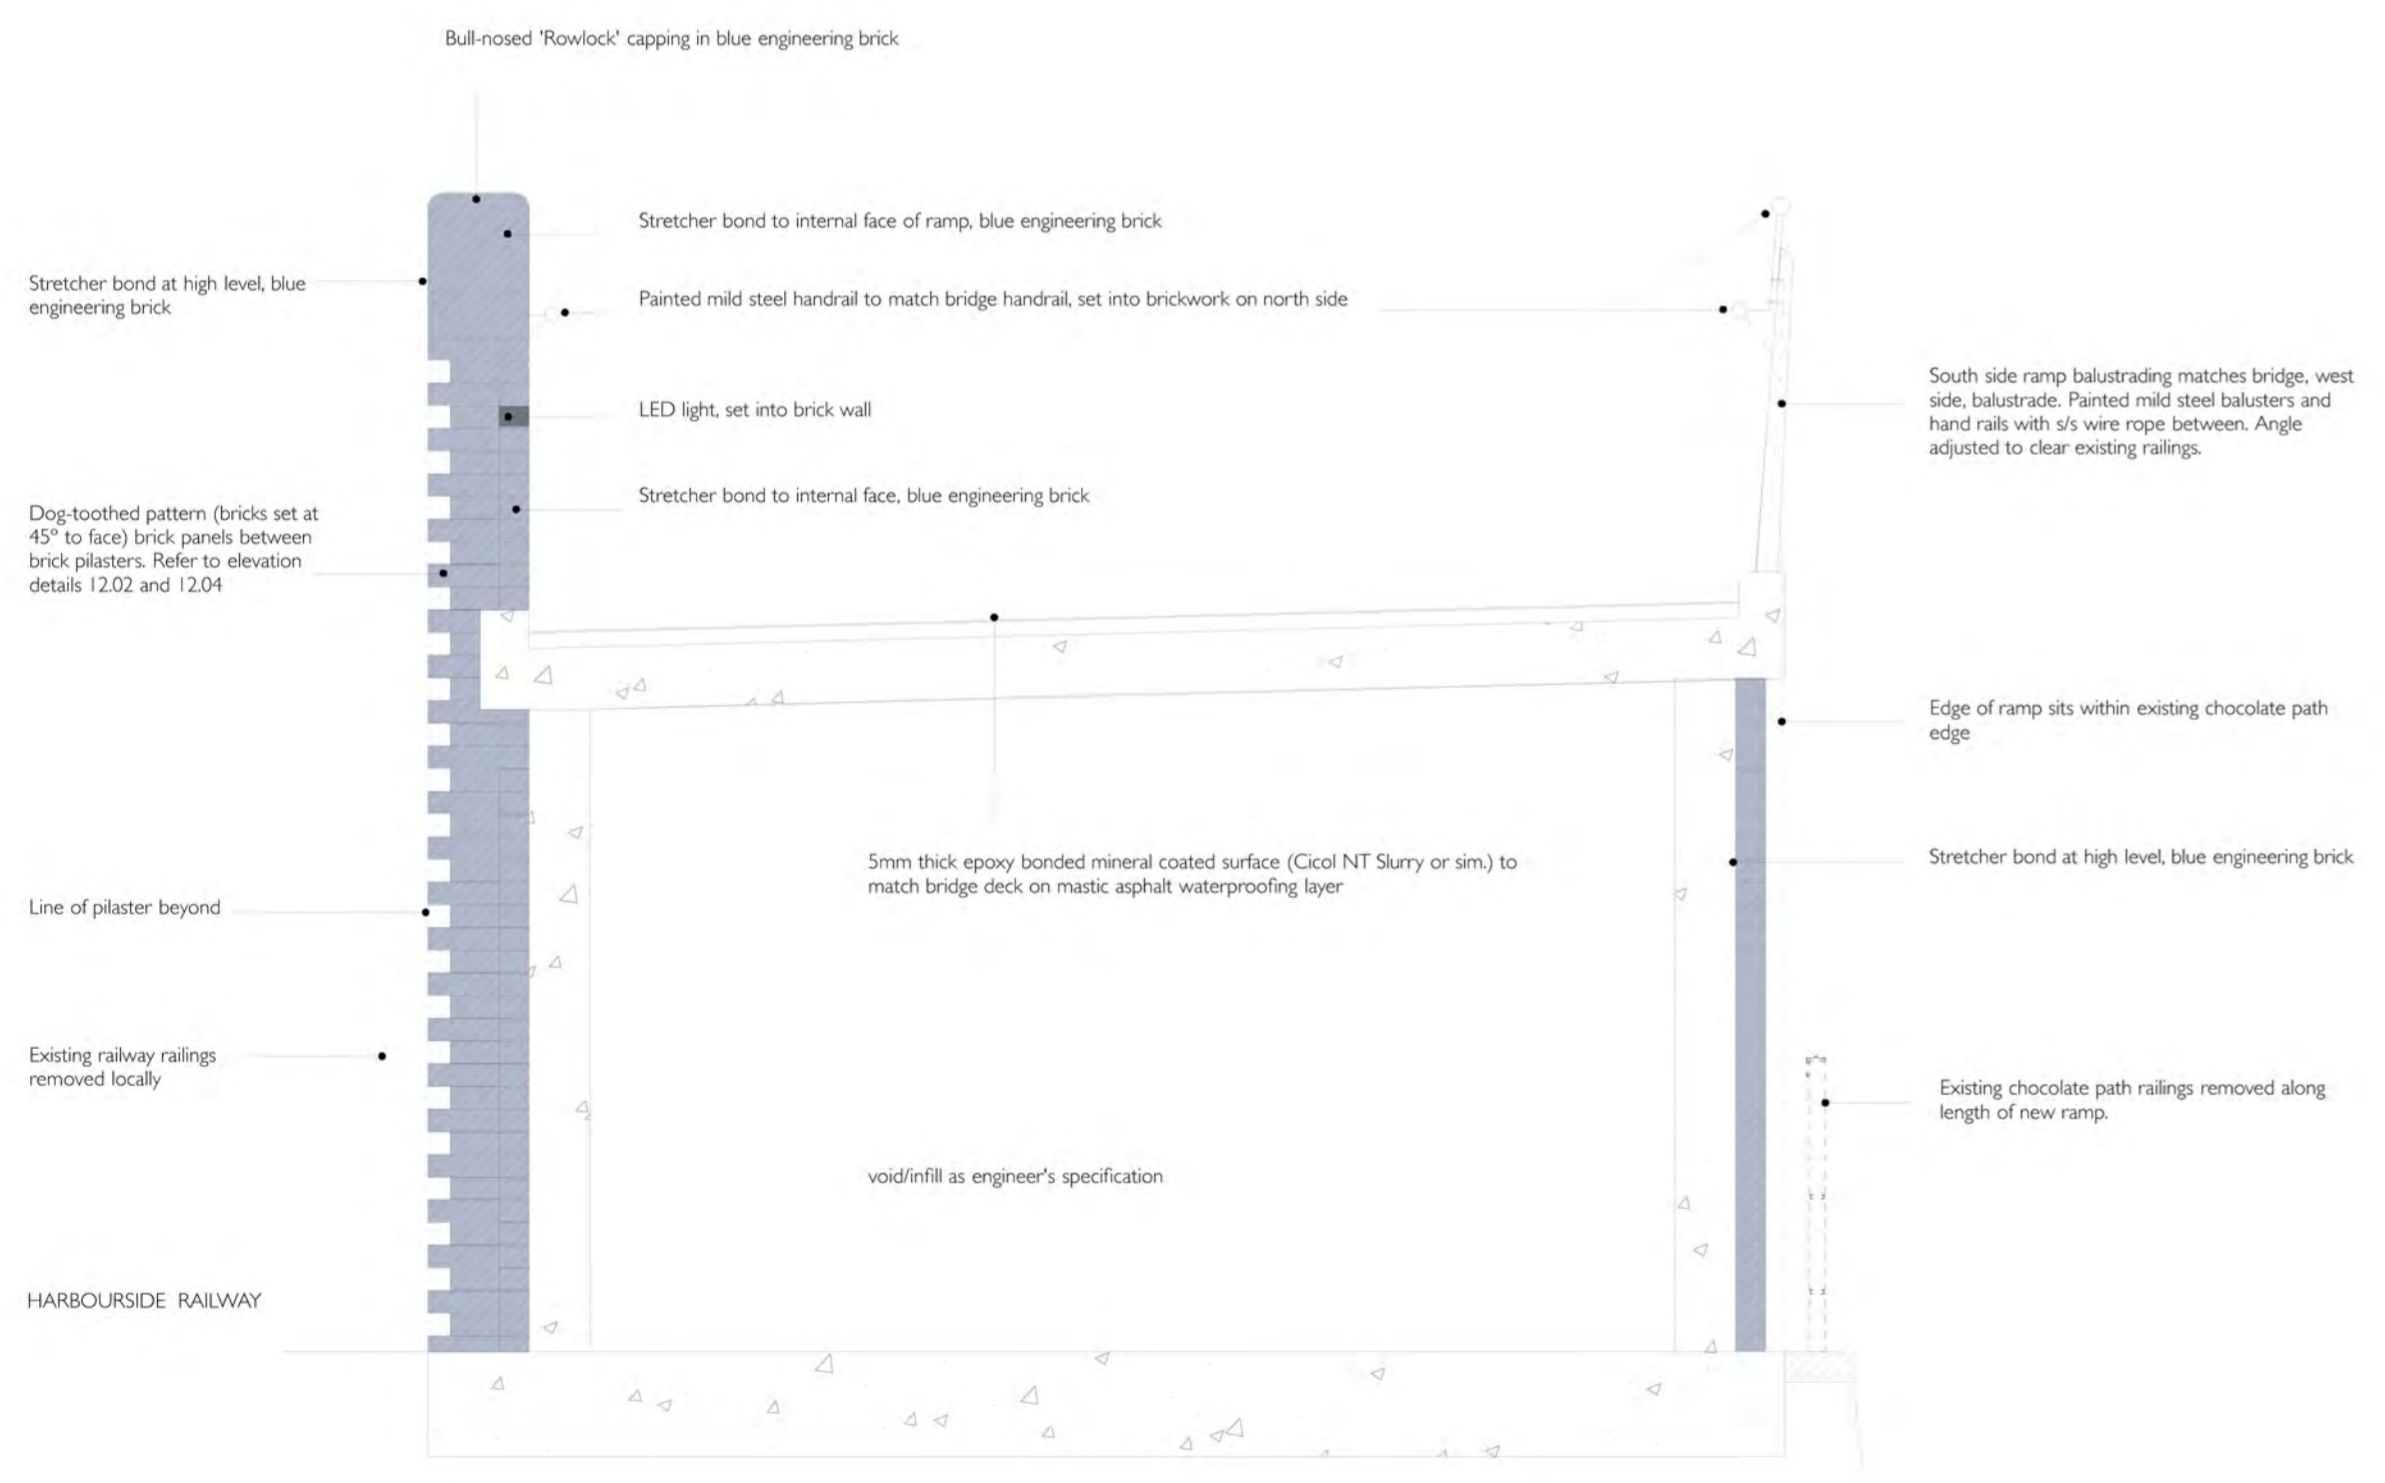 Bull-nosed 'Rowlock' capping in blue engineering brick
Stretcher bond to internal face of ramp, blue engineering brick
Stretcher bond at high level, blue
engineering brick
Painted mild steel handrail to match bridge handrail, set into brickwork on north side
South side ramp balustrading matches bridge, west
side, balustrade. Painted mild steel balusters and
hand rails with s/s wire rope between. Angle
adjusted to clear existing railings.
LED light, set into brick wall
Stretcher bond to internal face, blue engineering brick
Dog-toothed pattern (bricks set at
45° to face) brick panels between
brick pilasters. Refer to elevation
details 12.02 and 12.04
Edge of ramp sits within existing chocolate path
edge
5mm thick epoxy bonded mineral coated surface (Cicol NT Slurry or sim.) to
match bridge deck on mastic asphalt waterproofing layer
Stretcher bond at high level, blue engineering brick
Line of pilaster beyond
Existing railway railings
removed locally
Existing chocolate path railings removed along
length of new ramp.
void/infill as engineer's specification
HARBOURSIDE RAILWAY